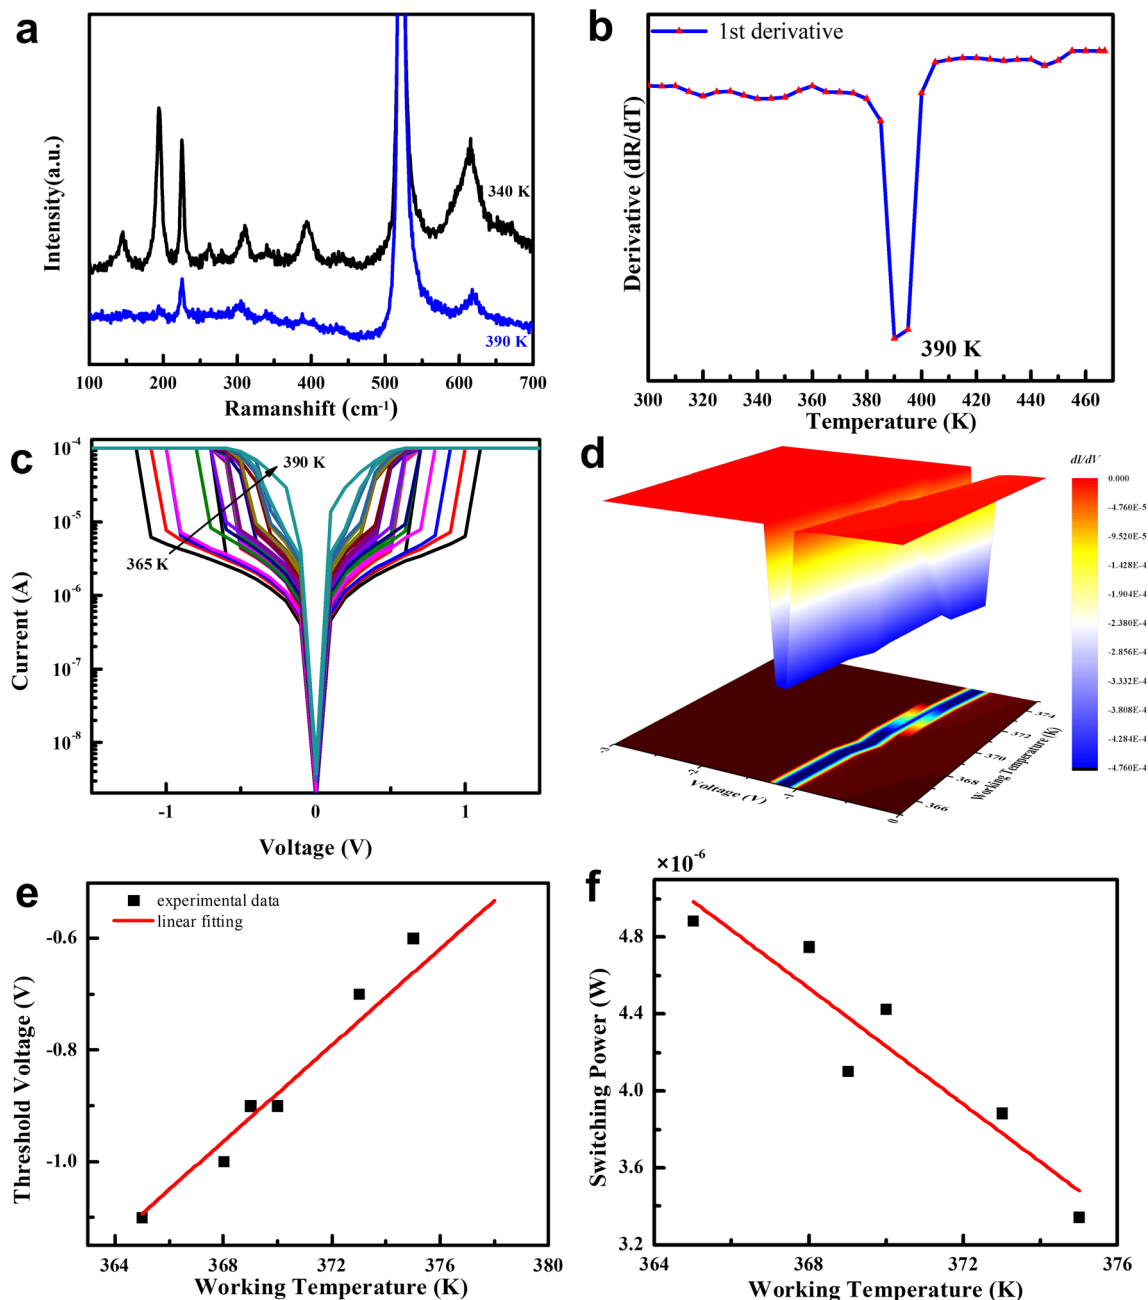 a
Intensity(a.u.)
340 K
390 K
100 200 300 400 500 600 700
Ramanshift (cm-1)
b
1st derivative
Derivative (dR/dT)
390 K
300 320 340 360 380 400 420 440 460
Temperature (K)
c
10-4
10-5
10-6
10-7
10-8
390 K
365 K
Current (A)
-1 0 1
Voltage (V)
d
dI/dV
0.000
-4.760E-5
-9.520E-5
-1.428E-4
-1.904E-4
-2.380E-4
-2.856E-4
-3.332E-4
-3.808E-4
-4.284E-4
-4.760E-4
374
372
370
368
366
Working Temperature (K)
-3
-2
-1
0
Voltage (V)
e
experimental data
linear fitting
-0.6
-0.8
-1.0
Threshold Voltage (V)
364 368 372 376 380
Working Temperature (K)
f
×10-6
4.8
4.4
4.0
3.6
3.2
Switching Power (W)
364 368 372 376
Working Temperature (K)